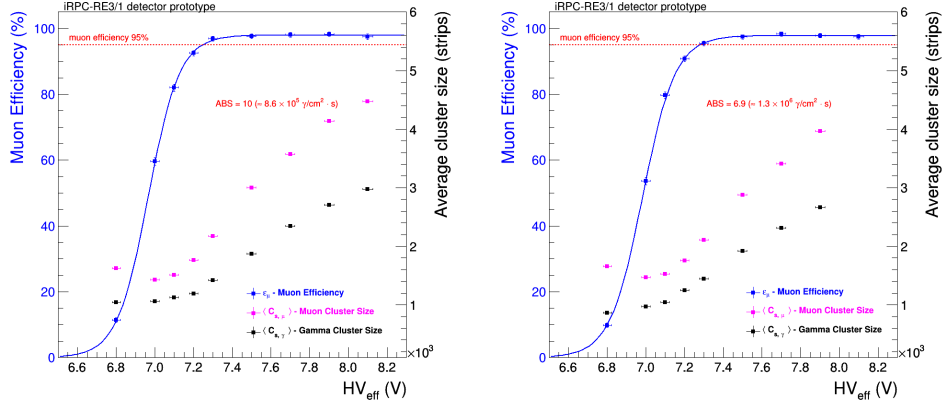 iRPC-RE3/1 detector prototype
Muon Efficiency (%)
100
80
60
40
20
0
muon efficiency 95%
ABS = 10 (≈ 8.6 × 10⁵ γ/cm² · s)
ε_μ - Muon Efficiency
⟨ C_s, μ ⟩ - Muon Cluster Size
⟨ C_s, γ ⟩ - Gamma Cluster Size
6
5
4
3
2
1
Average cluster size (strips)
×10³
6.6 6.8 7.0 7.2 7.4 7.6 7.8 8.0 8.2
HV_eff (V)
iRPC-RE3/1 detector prototype
Muon Efficiency (%)
100
80
60
40
20
0
muon efficiency 95%
ABS = 6.9 (≈ 1.3 × 10⁶ γ/cm² · s)
ε_μ - Muon Efficiency
⟨ C_s, μ ⟩ - Muon Cluster Size
⟨ C_s, γ ⟩ - Gamma Cluster Size
6
5
4
3
2
1
Average cluster size (strips)
×10³
6.6 6.8 7.0 7.2 7.4 7.6 7.8 8.0 8.2
HV_eff (V)